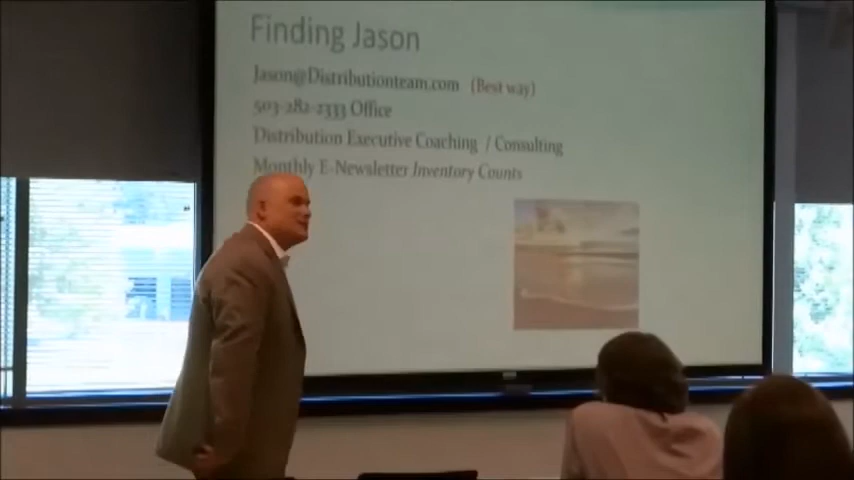 Finding Jason
Jason@Distributionteam.com (Best way)
503-282-2333 Office
Distribution Executive Coaching / Consulting
Monthly E-Newsletter Inventory Counts